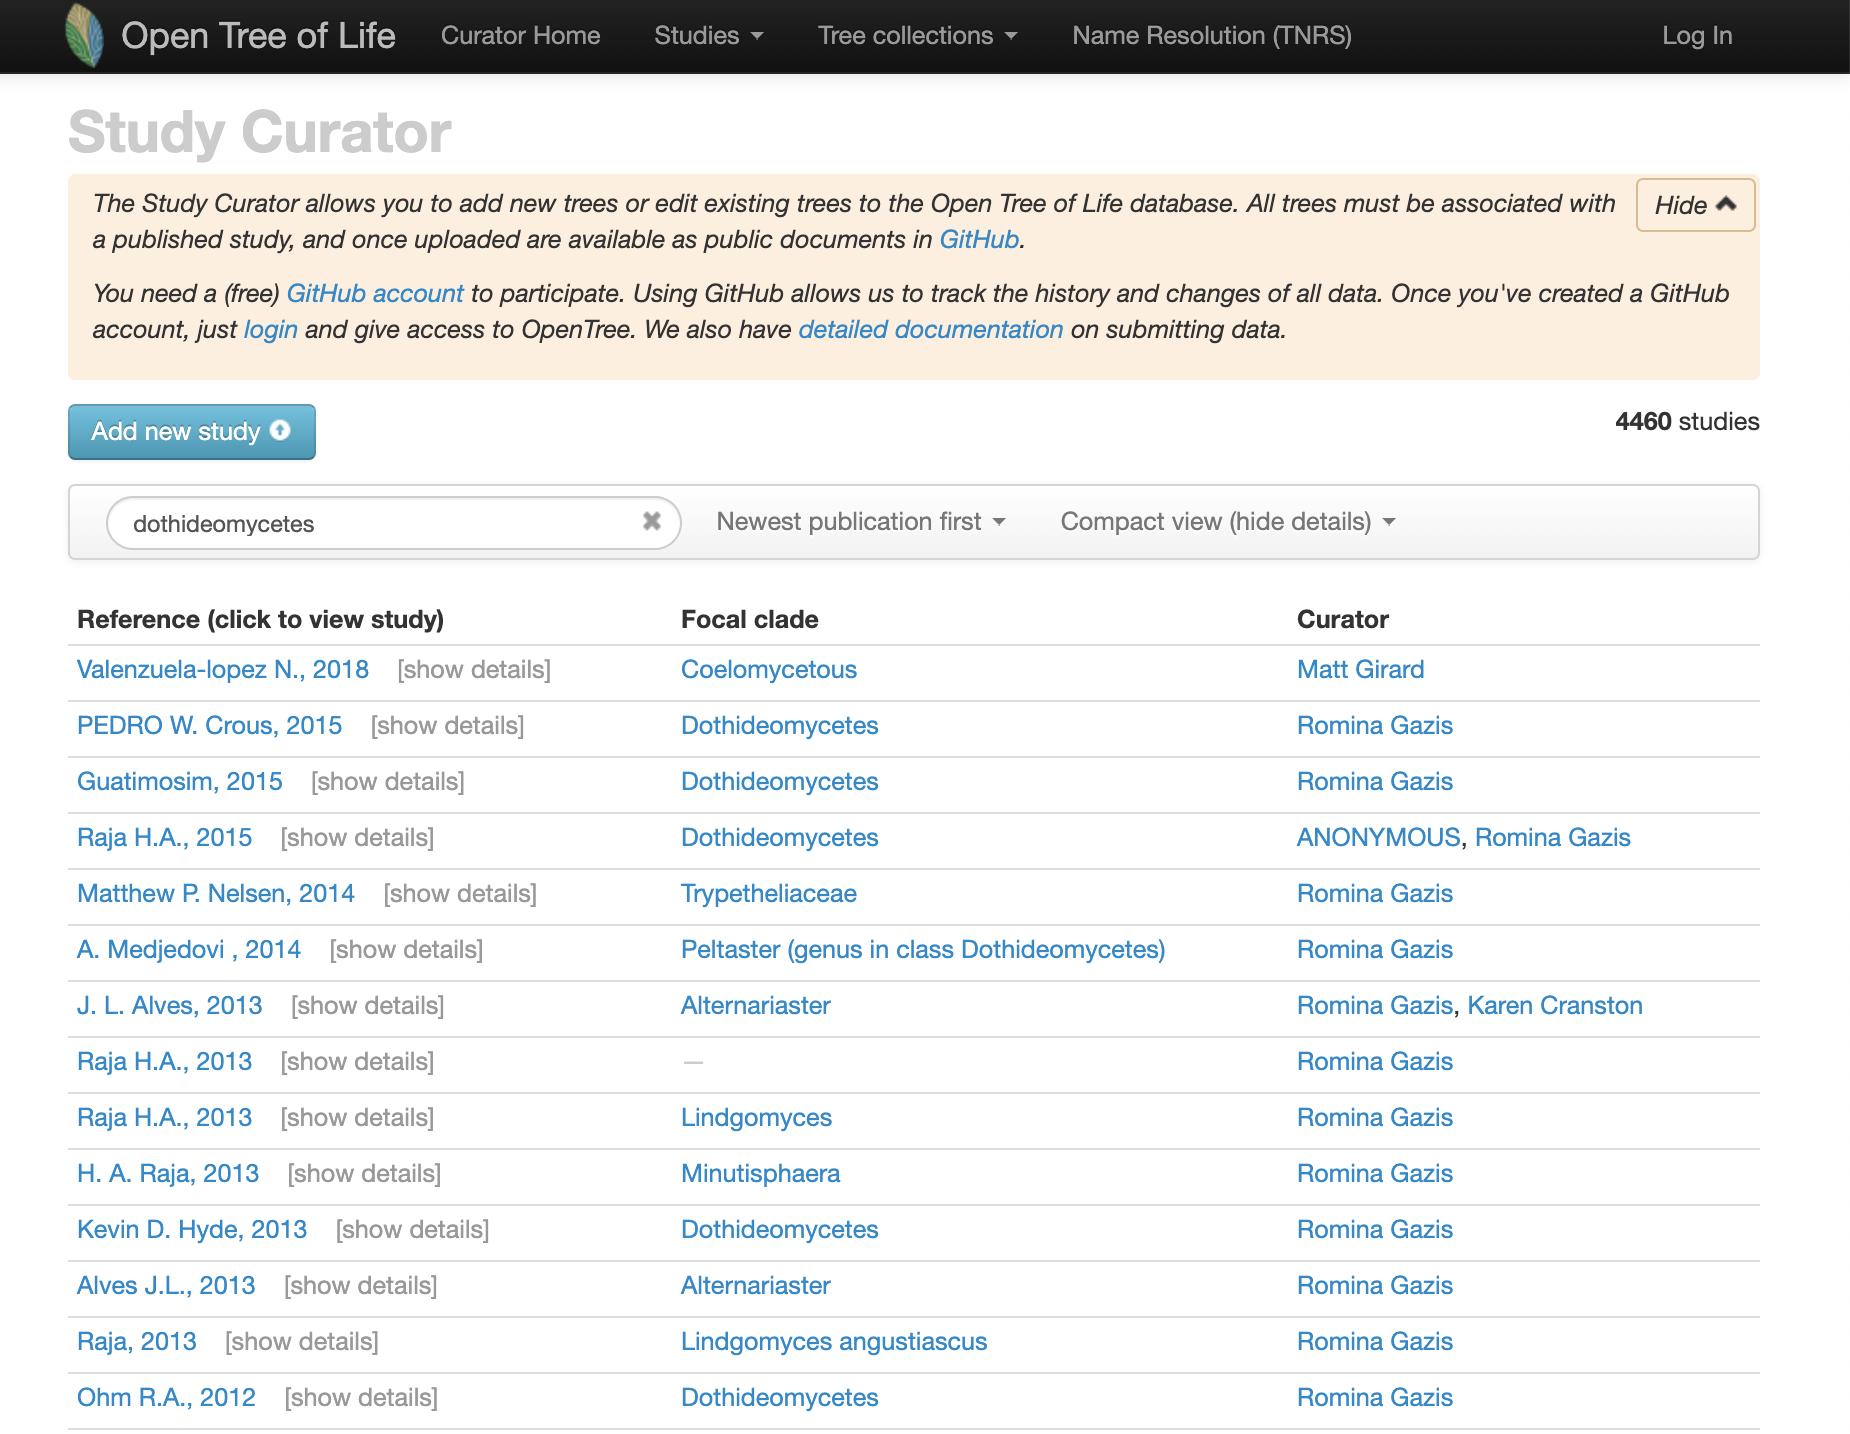 Open Tree of Life Curator Home Studies Tree collections Name Resolution (TNRS) Log In
Study Curator
The Study Curator allows you to add new trees or edit existing trees to the Open Tree of Life database. All trees must be associated with
a published study, and once uploaded are available as public documents in GitHub.
Hide
You need a (free) GitHub account to participate. Using GitHub allows us to track the history and changes of all data. Once you've created a GitHub
account, just login and give access to OpenTree. We also have detailed documentation on submitting data.
Add new study
4460 studies
dothideomycetes Newest publication first Compact view (hide details)
Reference (click to view study) Focal clade Curator
Valenzuela-lopez N., 2018 [show details] Coelomycetous Matt Girard
PEDRO W. Crous, 2015 [show details] Dothideomycetes Romina Gazis
Guatimosim, 2015 [show details] Dothideomycetes Romina Gazis
Raja H.A., 2015 [show details] Dothideomycetes ANONYMOUS, Romina Gazis
Matthew P. Nelsen, 2014 [show details] Trypetheliaceae Romina Gazis
A. Medjedovi , 2014 [show details] Peltaster (genus in class Dothideomycetes) Romina Gazis
J. L. Alves, 2013 [show details] Alternariaster Romina Gazis, Karen Cranston
Raja H.A., 2013 [show details] — Romina Gazis
Raja H.A., 2013 [show details] Lindgomyces Romina Gazis
H. A. Raja, 2013 [show details] Minutisphaera Romina Gazis
Kevin D. Hyde, 2013 [show details] Dothideomycetes Romina Gazis
Alves J.L., 2013 [show details] Alternariaster Romina Gazis
Raja, 2013 [show details] Lindgomyces angustiascus Romina Gazis
Ohm R.A., 2012 [show details] Dothideomycetes Romina Gazis